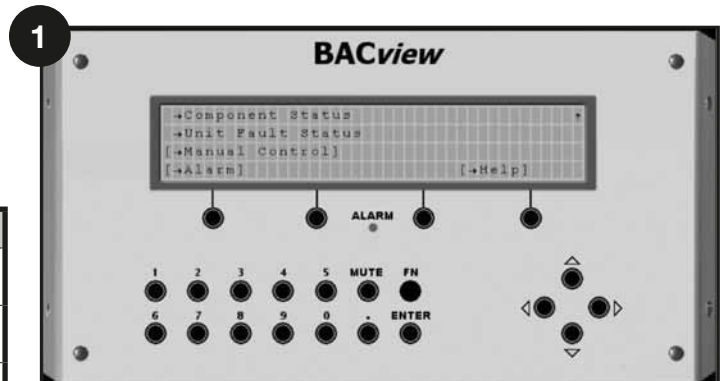 1
BACview
→Component Status
→Unit Fault Status
[→Manual Control]
[→Alarm] [→Help]
ALARM
1 2 3 4 5 MUTE FN
6 7 8 9 0 . ENTER